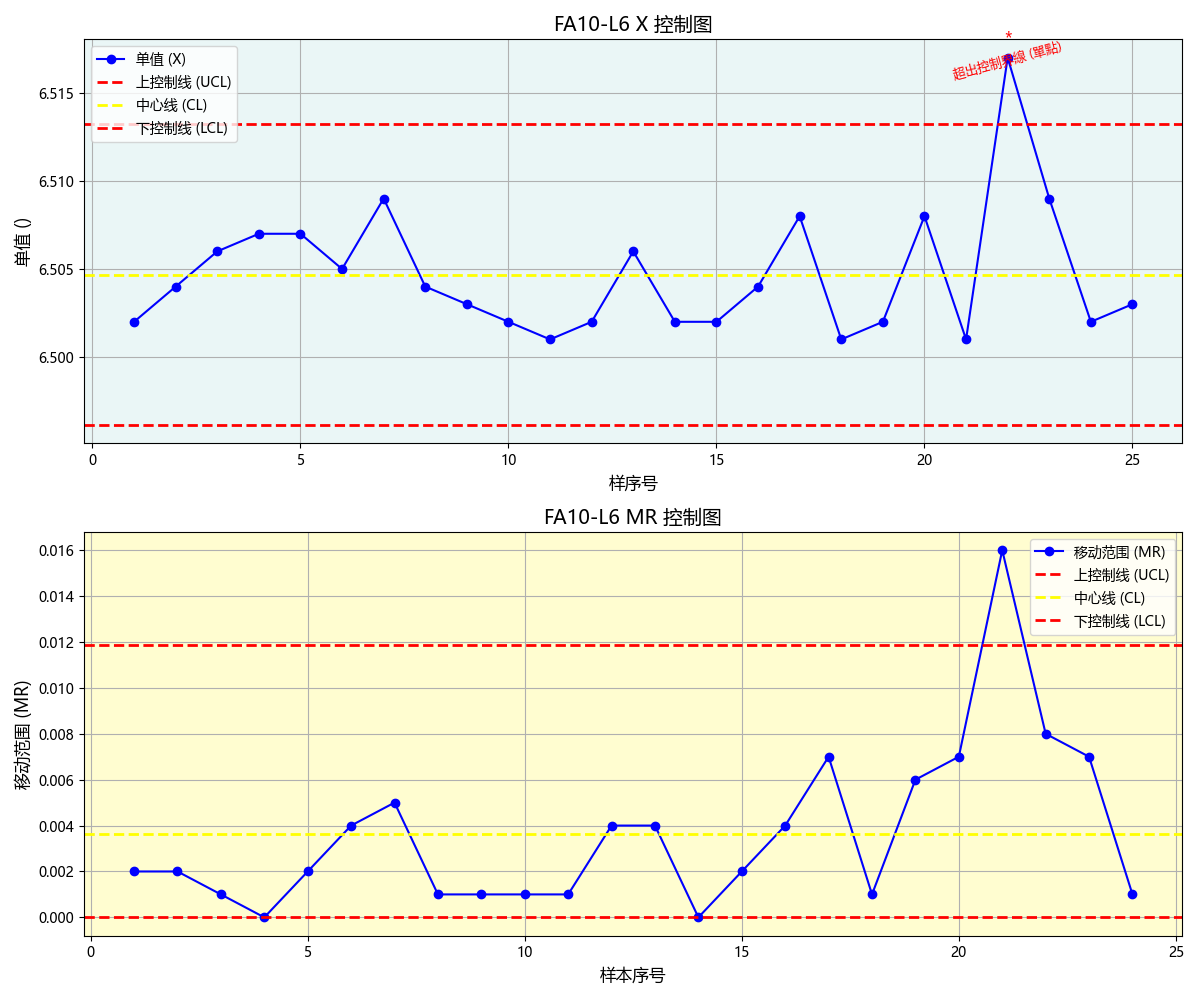 FA10-L6 X 控制图
单值 (X)
上控制线 (UCL)
中心线 (CL)
下控制线 (LCL)
*
超出控制界線 (單點)
单值 ()
6.515
6.510
6.505
6.500
0 5 10 15 20 25
样序号
FA10-L6 MR 控制图
移动范围 (MR)
上控制线 (UCL)
中心线 (CL)
下控制线 (LCL)
移动范围 (MR)
0.016
0.014
0.012
0.010
0.008
0.006
0.004
0.002
0.000
0 5 10 15 20 25
样本序号